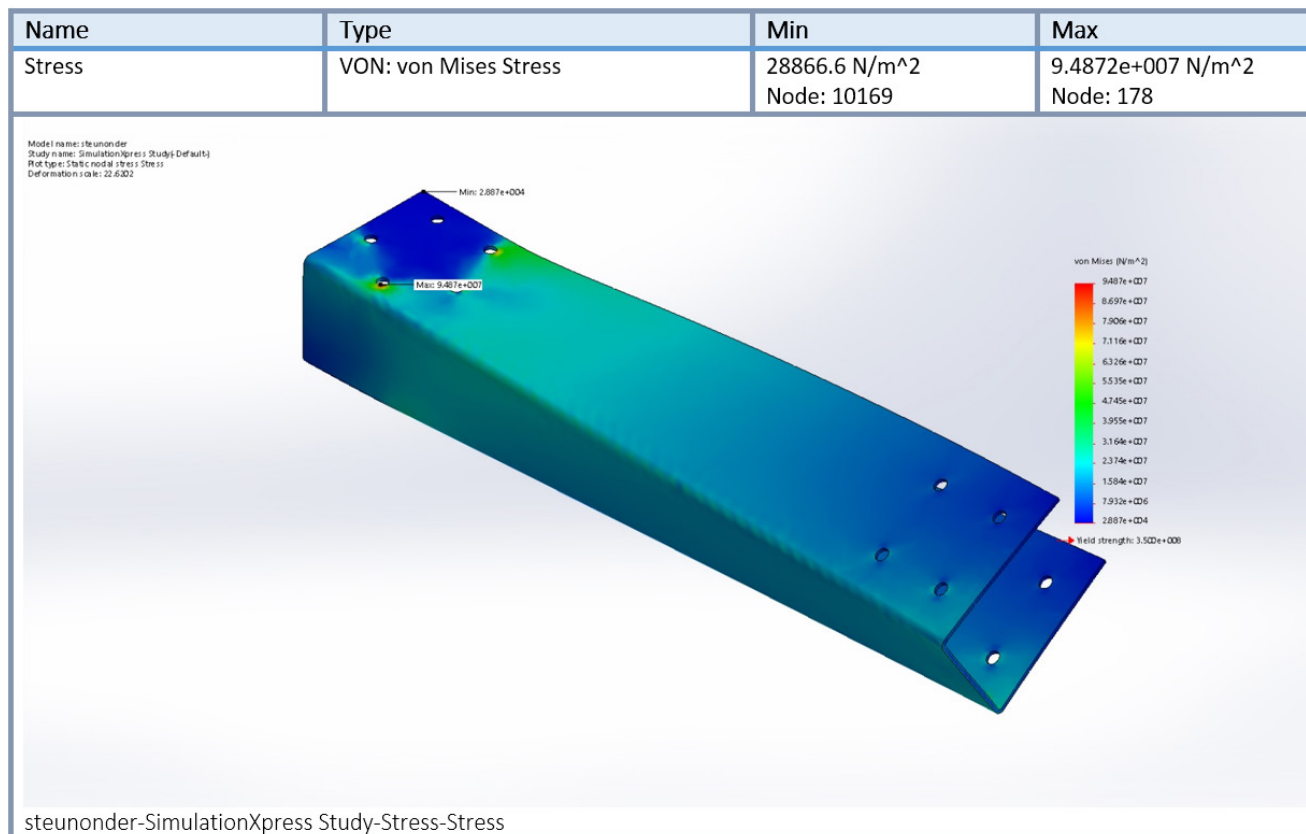 Name Type Min Max
Stress VON: von Mises Stress 28866.6 N/m^2 9.4872e+007 N/m^2
Node: 10169 Node: 178
Model name: steunonder
Study name: SimulationXpress Study(-Default-)
Plot type: Static nodal stress Stress
Deformation scale: 22.6202
Min: 2.887e+004
Max: 9.487e+007
von Mises (N/m^2)
9.487e+007
8.697e+007
7.906e+007
7.116e+007
6.326e+007
5.535e+007
4.745e+007
3.955e+007
3.164e+007
2.374e+007
1.584e+007
7.932e+006
2.887e+004
Yield strength: 3.500e+008
steunonder-SimulationXpress Study-Stress-Stress